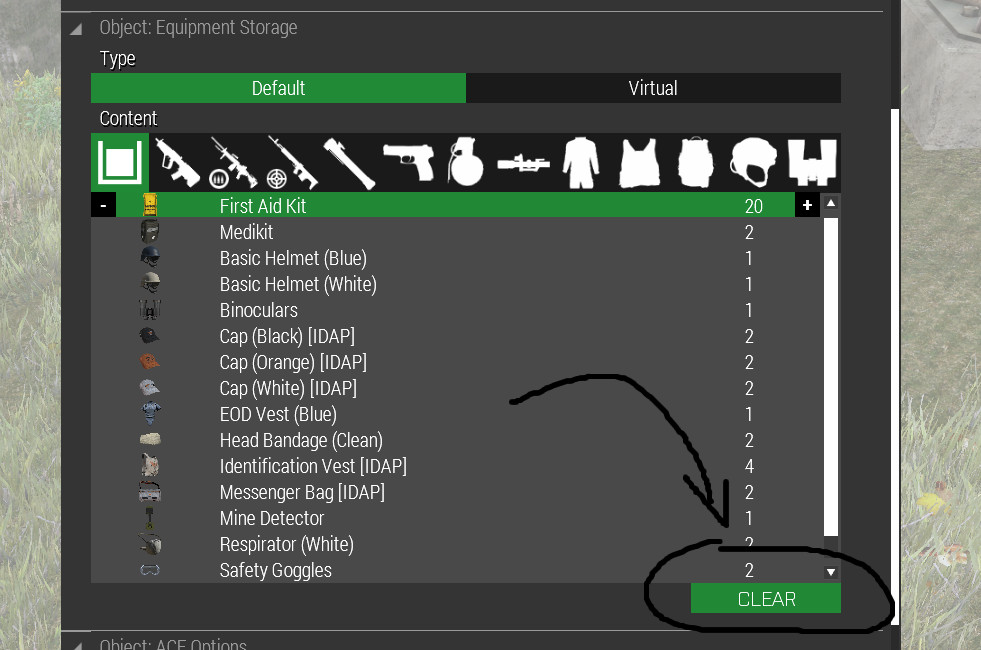 Object: Equipment Storage
Type
Default Virtual
Content
- First Aid Kit 20 +
Medikit 2
Basic Helmet (Blue) 1
Basic Helmet (White) 1
Binoculars 1
Cap (Black) [IDAP] 2
Cap (Orange) [IDAP] 2
Cap (White) [IDAP] 2
EOD Vest (Blue) 1
Head Bandage (Clean) 2
Identification Vest [IDAP] 4
Messenger Bag [IDAP] 2
Mine Detector 1
Respirator (White) 2
Safety Goggles 2
CLEAR
Object: ACE Options